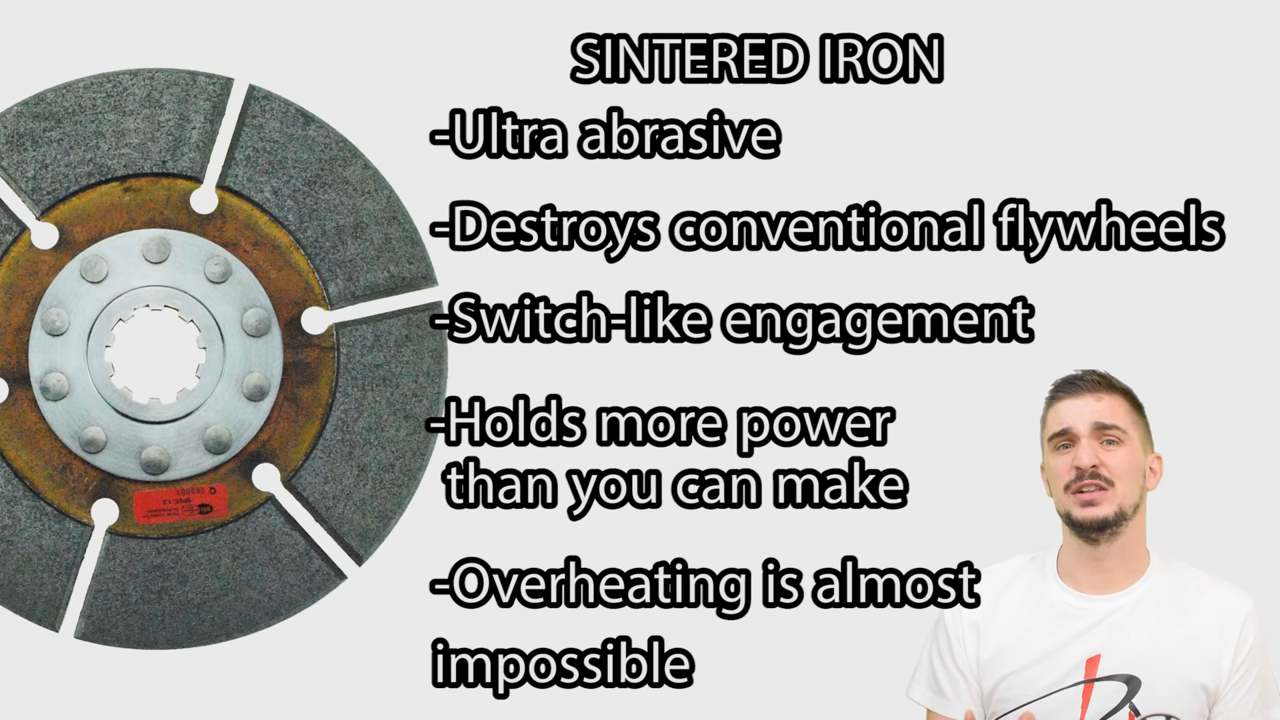 SINTERED IRON
-Ultra abrasive
-Destroys conventional flywheels
-Switch-like engagement
-Holds more power
than you can make
-Overheating is almost
impossible